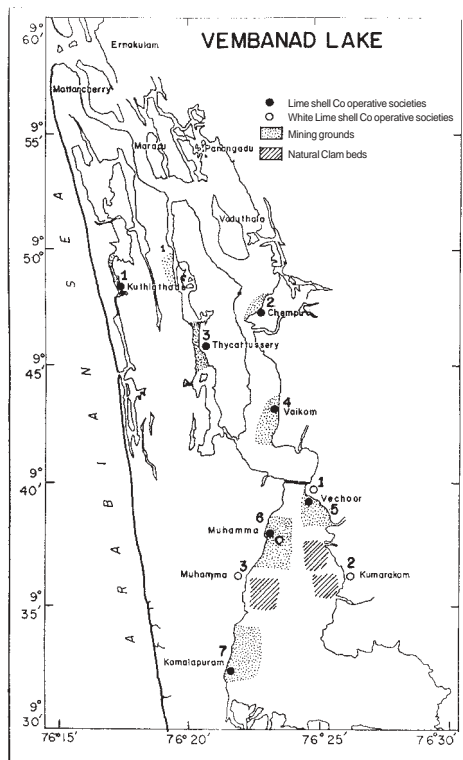 VEMBANAD LAKE
9° 60'
Ernakulam
Mattancherry
Lime shell Co operative societies
White Lime shell Co operative societies
Mining grounds
Natural Clam beds
9° 55'
Panangadu
Vaduthala
9° 50'
1
1
Kuthiathode
2
Chempu
3
Thycattussery
9° 45'
4
Vaikom
9° 40'
1
Vechoor
5
6
Muhamma
3
Muhamma
2
Kumarakom
9° 35'
7
Kamalapuram
9° 30'
ARABIAN SEA
76° 15'
76° 20'
76° 25'
76° 30'